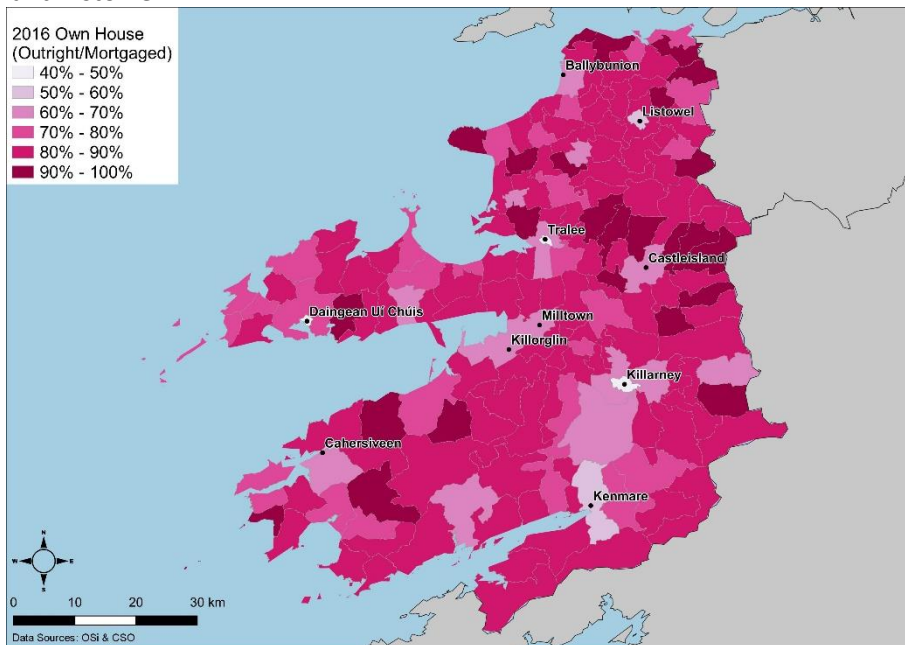 2016 Own House
(Outright/Mortgaged)
40% - 50%
50% - 60%
60% - 70%
70% - 80%
80% - 90%
90% - 100%
Ballybunion
Listowel
Tralee
Castleisland
Daingean Uí Chúis
Milltown
Killorglin
Killarney
Cahersiveen
Kenmare
N
W E
S
0 10 20 30 km
Data Sources: OSi & CSO